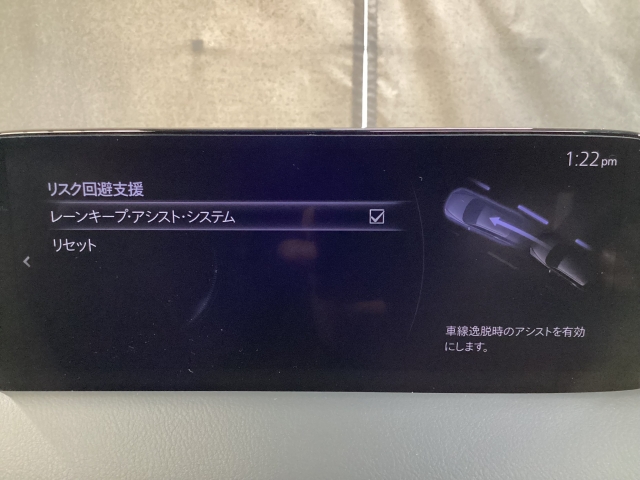 1:22pm
リスク回避支援
レーンキープ・アシスト・システム
リセット
車線逸脱時のアシストを有効
にします。